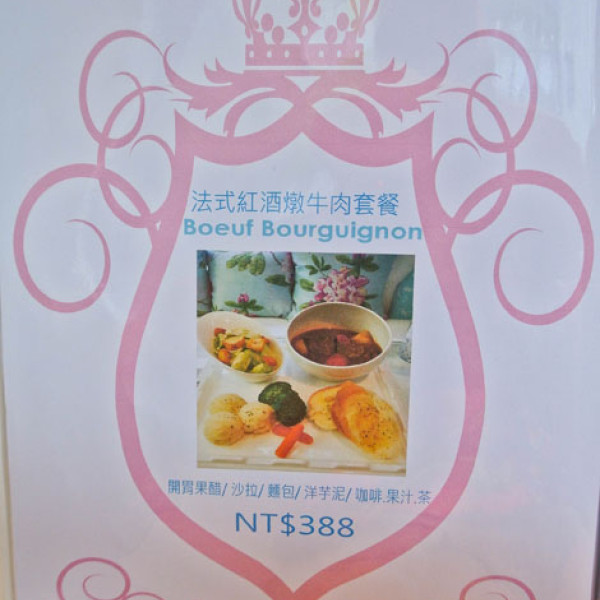 法式紅酒燉牛肉套餐
Boeuf Bourguignon
開胃果醋/ 沙拉/ 麵包/ 洋芋泥/ 咖啡.果汁.茶
NT$388